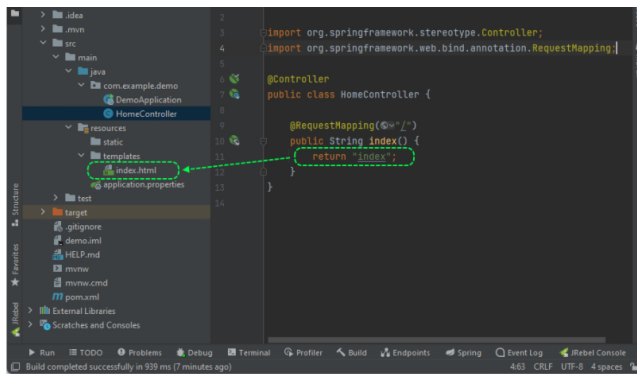 .idea
.mvn
src
main
java
com.example.demo
DemoApplication
HomeController
resources
static
templates
index.html
application.properties
test
target
.gitignore
demo.iml
HELP.md
mvnw
mvnw.cmd
pom.xml
External Libraries
Scratches and Consoles
Structure
Favorites
JRebel
2
3 import org.springframework.stereotype.Controller;
4 import org.springframework.web.bind.annotation.RequestMapping;
5
6 @Controller
7 public class HomeController {
8
9 @RequestMapping("/")
10 public String index() {
11 return "index";
12 }
13 }
14
Run TODO Problems Debug Terminal Profiler Build Endpoints Spring Event Log JRebel Console
Build completed successfully in 939 ms (7 minutes ago) 4:63 CRLF UTF-8 4 spaces